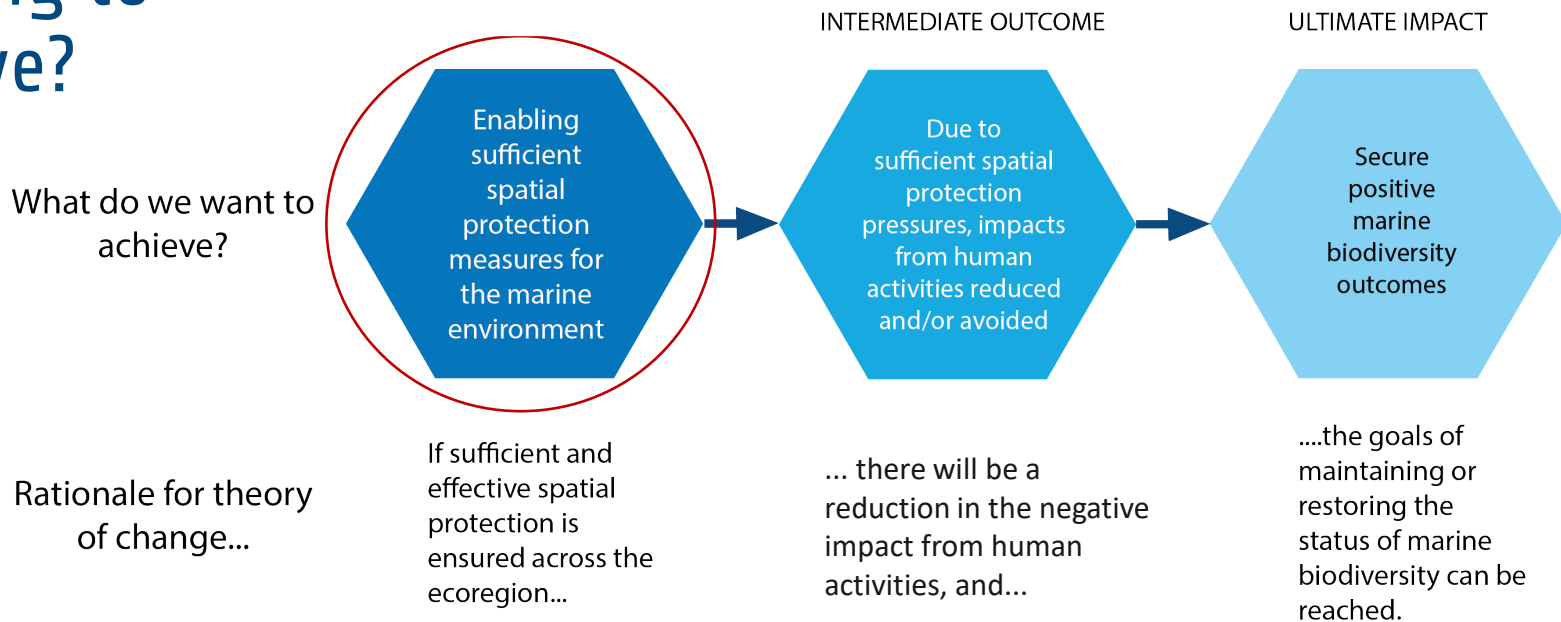 ng to
ve?
INTERMEDIATE OUTCOME
ULTIMATE IMPACT
What do we want to
achieve?
Enabling
sufficient
spatial
protection
measures for
the marine
environment
Due to
sufficient spatial
protection
pressures, impacts
from human
activities reduced
and/or avoided
Secure
positive
marine
biodiversity
outcomes
Rationale for theory
of change...
If sufficient and
effective spatial
protection is
ensured across the
ecoregion...
... there will be a
reduction in the negative
impact from human
activities, and...
....the goals of
maintaining or
restoring the
status of marine
biodiversity can be
reached.